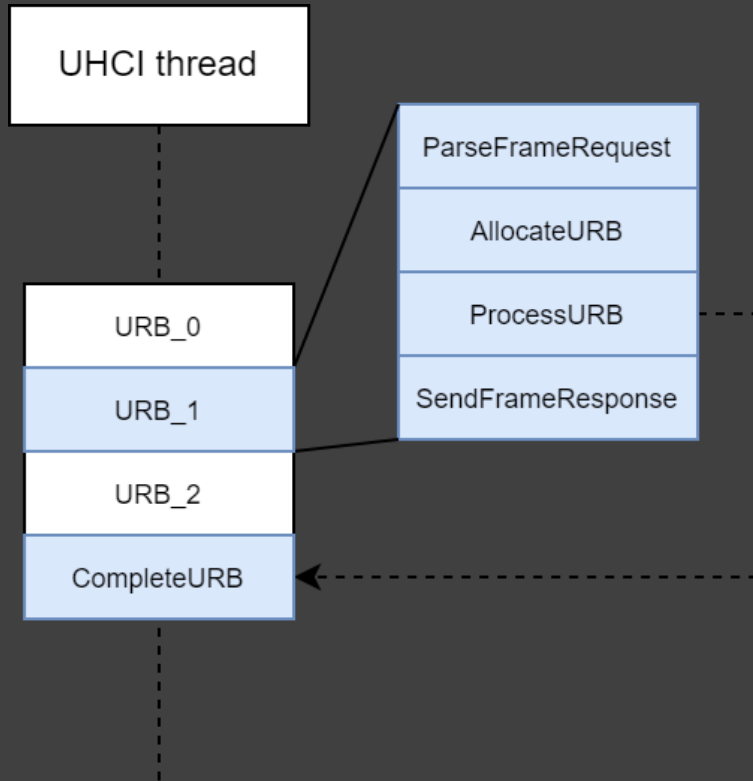 UHCI thread
ParseFrameRequest
AllocateURB
ProcessURB
SendFrameResponse
URB_0
URB_1
URB_2
CompleteURB